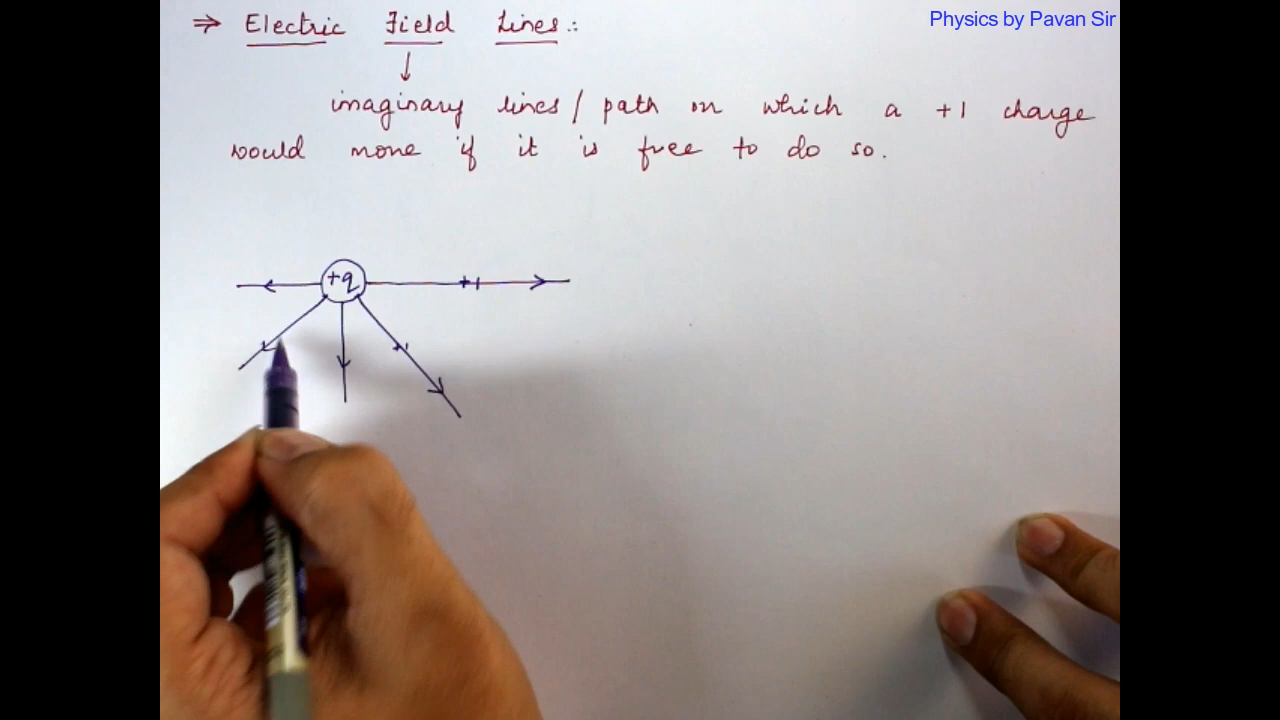 Physics by Pavan Sir
⇒ Electric Field Lines :
↓
imaginary lines / path on which a +1 charge
would move if it is free to do so.
+q
+1
+1